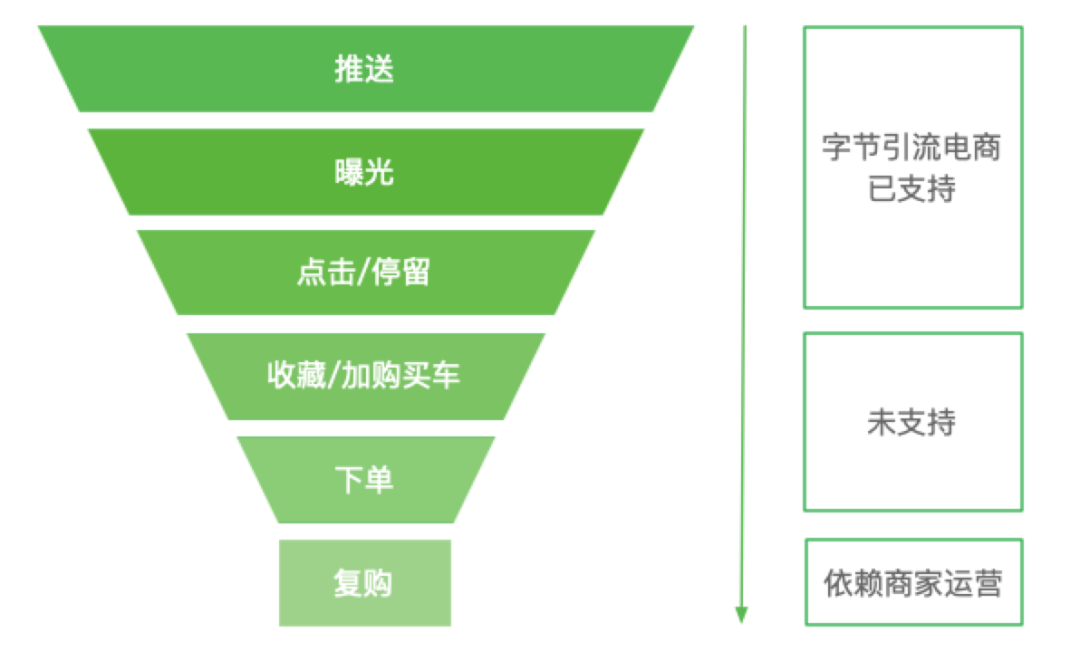 推送
曝光
点击/停留
收藏/加购买车
下单
复购
字节引流电商
已支持
未支持
依赖商家运营